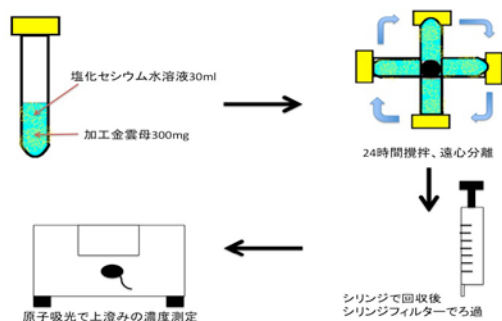 塩化セシウム水溶液30ml
加工金雲母300mg
24時間攪拌、遠心分離
シリンジで回収後
シリンジフィルターでろ過
原子吸光で上澄みの濃度測定